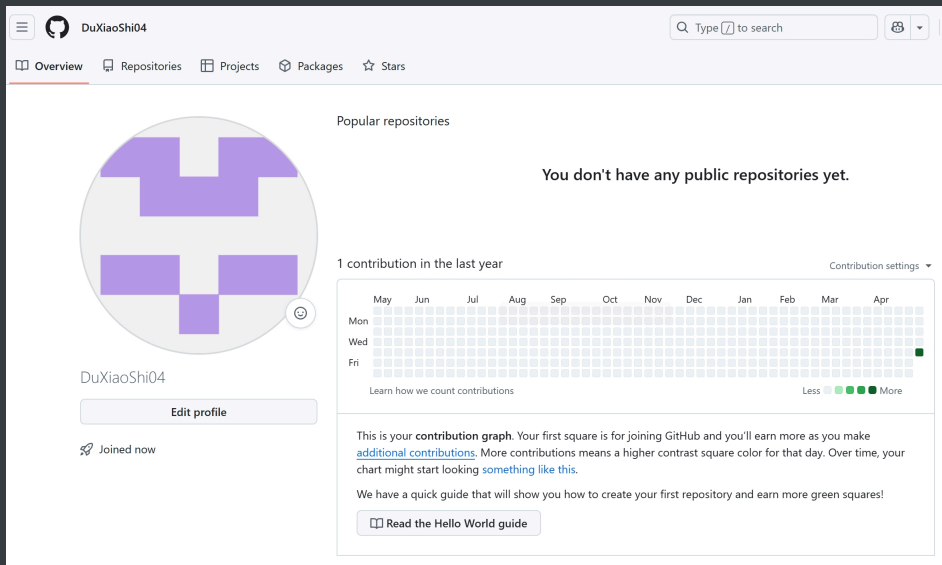 DuXiaoShi04
Type / to search
Overview
Repositories
Projects
Packages
Stars
Popular repositories
You don't have any public repositories yet.
1 contribution in the last year
Contribution settings
May Jun Jul Aug Sep Oct Nov Dec Jan Feb Mar Apr
Mon
Wed
Fri
Learn how we count contributions
Less More
DuXiaoShi04
Edit profile
Joined now
This is your contribution graph. Your first square is for joining GitHub and you'll earn more as you make
additional contributions. More contributions means a higher contrast square color for that day. Over time, your
chart might start looking something like this.
We have a quick guide that will show you how to create your first repository and earn more green squares!
Read the Hello World guide